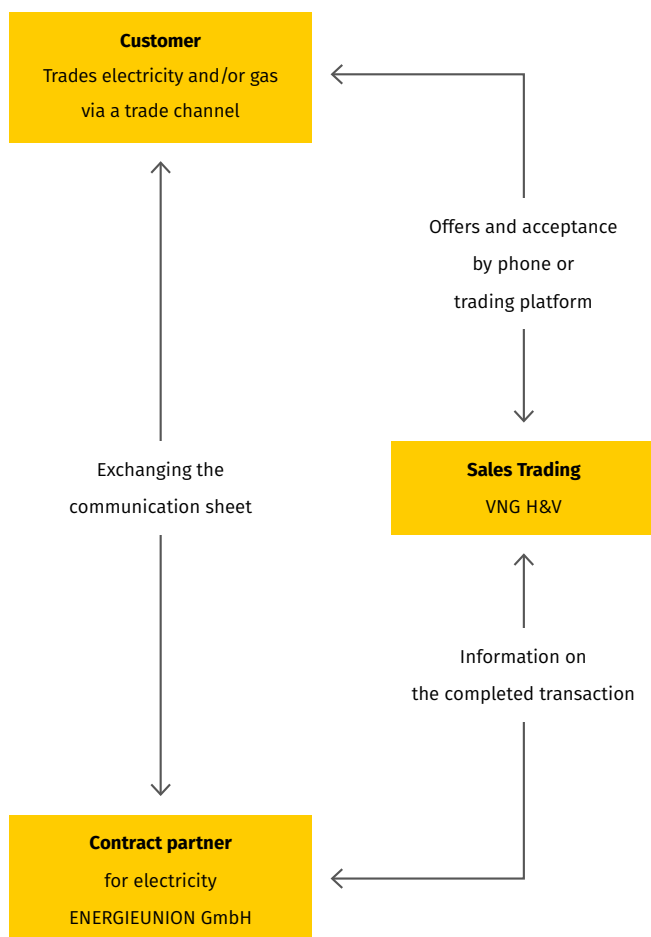 Customer
Trades electricity and/or gas
via a trade channel
Offers and acceptance
by phone or
trading platform
Exchanging the
communication sheet
Sales Trading
VNG H&V
Information on
the completed transaction
Contract partner
for electricity
ENERGIEUNION GmbH